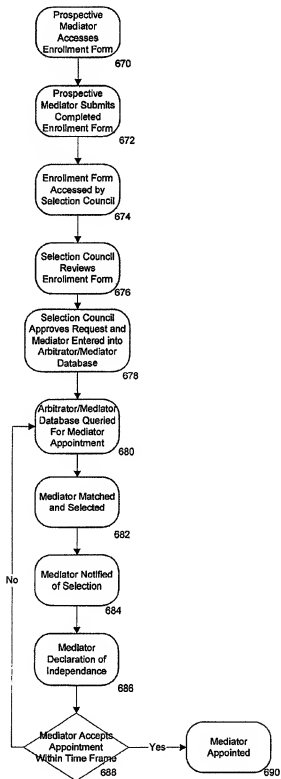 Prospective
Mediator
Accesses
Enrollment Form
670
Prospective
Mediator Submits
Completed
Enrollment Form
672
Enrollment Form
Accessed by
Selection Council
674
Selection Council
Reviews
Enrollment Form
676
Selection Council
Approves Request and
Mediator Entered into
Arbitrator/Mediator
Database
678
Arbitrator/Mediator
Database Queried
For Mediator
Appointment
680
Mediator Matched
and Selected
682
Mediator Notified
of Selection
684
No
Mediator
Declaration of
Independance
686
Mediator Accepts
Appointment
Within Time Frame
688
Yes
Mediator
Appointed
690